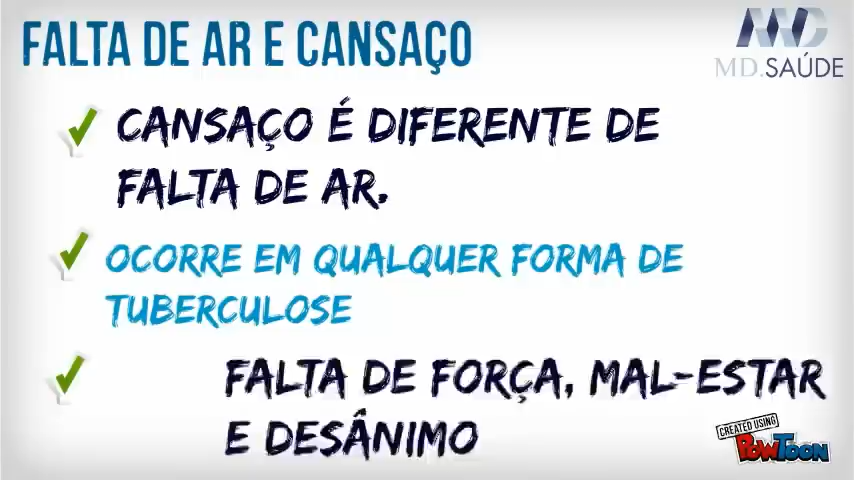 FALTA DE AR E CANSAÇO
MD.SAÚDE
CANSAÇO É DIFERENTE DE
FALTA DE AR.
OCORRE EM QUALQUER FORMA DE
TUBERCULOSE
FALTA DE FORÇA, MAL-ESTAR
E DESÂNIMO
CREATED USING
POWTOON